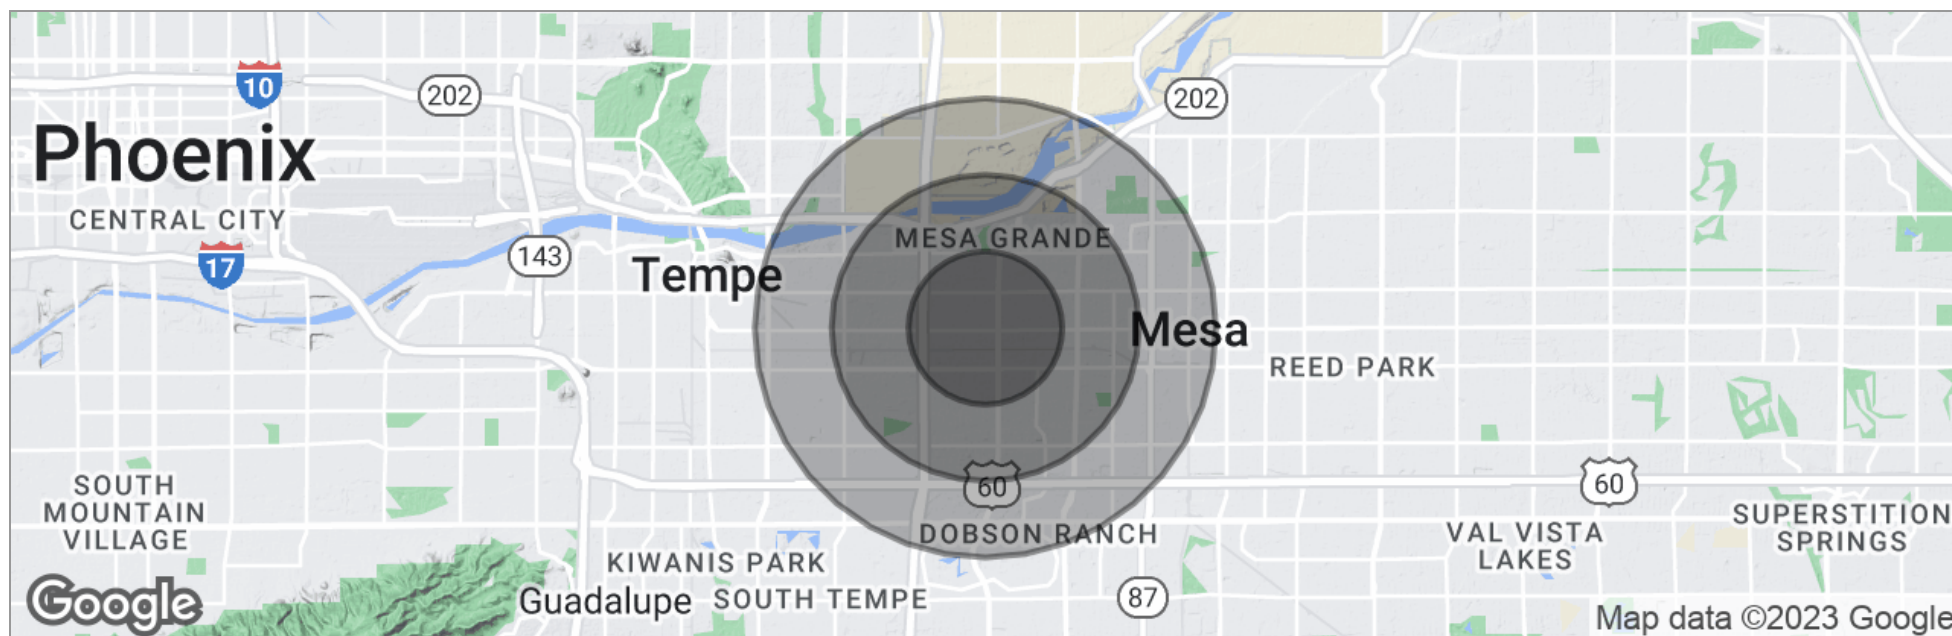 10
202
202
Phoenix
CENTRAL CITY
17
143
MESA GRANDE
Tempe
Mesa
REED PARK
60
60
SOUTH
MOUNTAIN
VILLAGE
DOBSON RANCH
VAL VISTA
LAKES
SUPERSTITION
SPRINGS
KIWANIS PARK
Guadalupe
SOUTH TEMPE
87
Google
Map data ©2023 Google